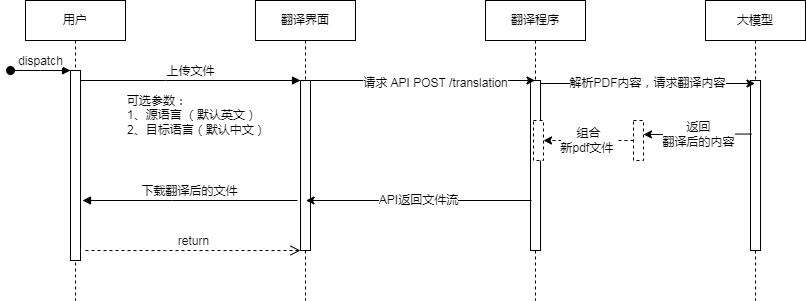 用户
翻译界面
翻译程序
大模型
dispatch
上传文件
请求 API POST /translation
解析PDF内容，请求翻译内容
可选参数：
1、源语言 （默认英文）
2、目标语言（默认中文）
组合
新pdf文件
返回
翻译后的内容
下载翻译后的文件
API返回文件流
return